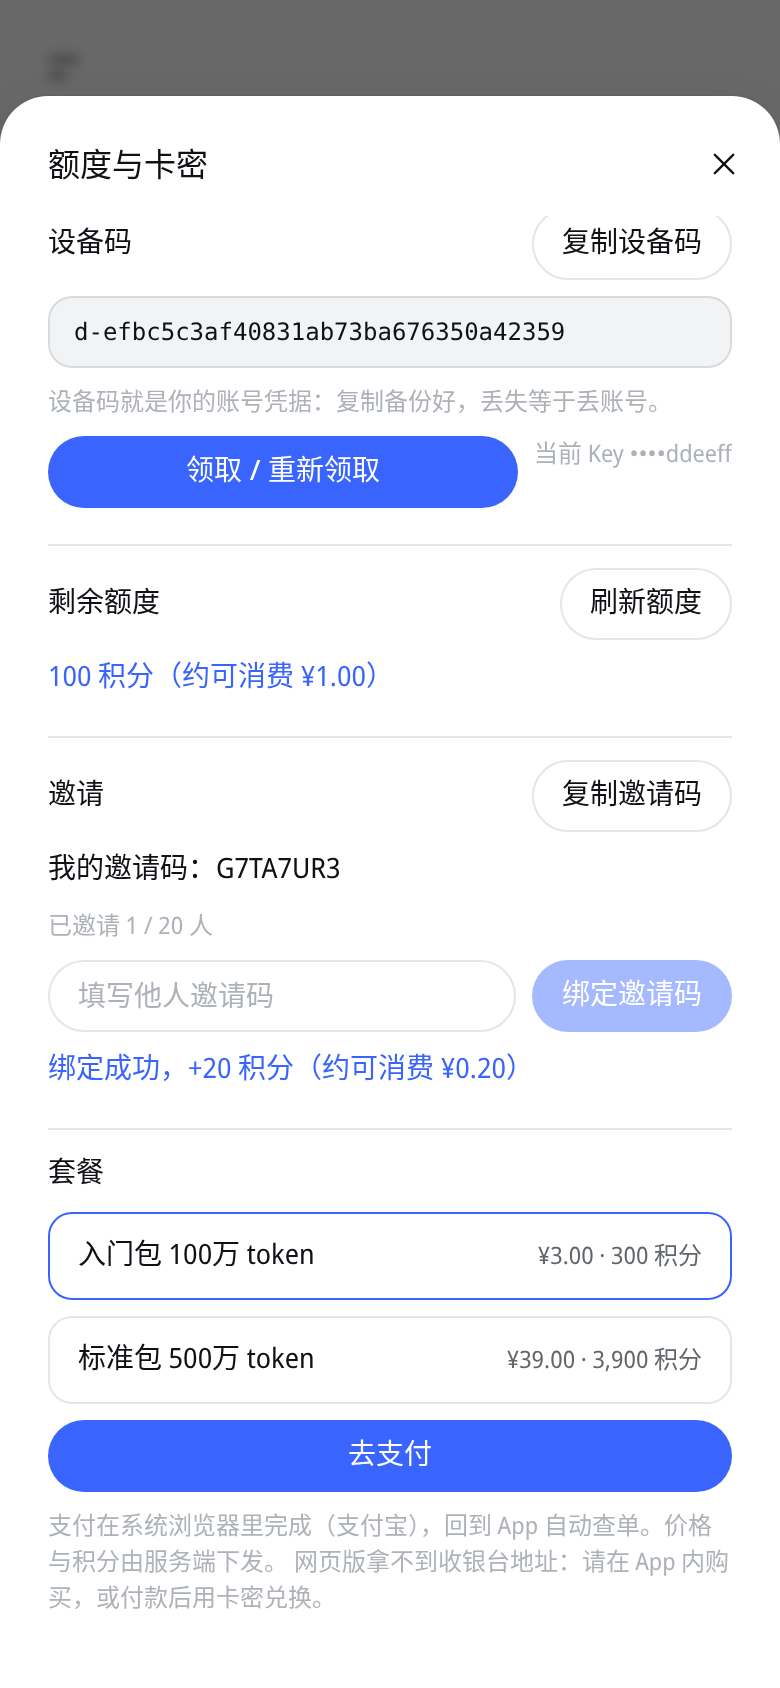 额度与卡密
设备码
复制设备码
d-efbc5c3af40831ab73ba676350a42359
设备码就是你的账号凭据：复制备份好，丢失等于丢账号。
领取 / 重新领取
当前 Key ••••ddeeff
剩余额度
刷新额度
100 积分（约可消费 ¥1.00）
邀请
复制邀请码
我的邀请码：G7TA7UR3
已邀请 1 / 20 人
填写他人邀请码
绑定邀请码
绑定成功，+20 积分（约可消费 ¥0.20）
套餐
入门包 100万 token
¥3.00 · 300 积分
标准包 500万 token
¥39.00 · 3,900 积分
去支付
支付在系统浏览器里完成（支付宝），回到 App 自动查单。价格
与积分由服务端下发。 网页版拿不到收银台地址：请在 App 内购
买，或付款后用卡密兑换。